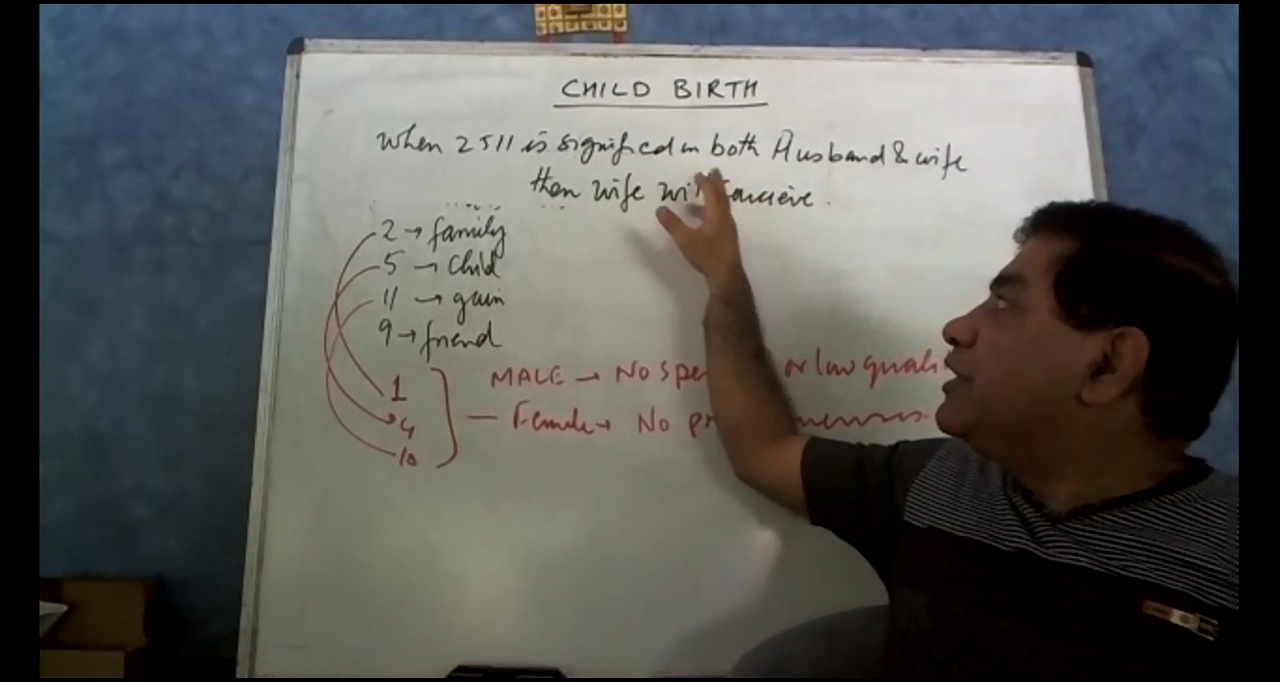 CHILD BIRTH
When 2 5 11 is signified in both Husband & wife
then wife will
2 → family
5 → child
11 → gain
9 → friend
1
4
10
MALE → No or low
Female → No